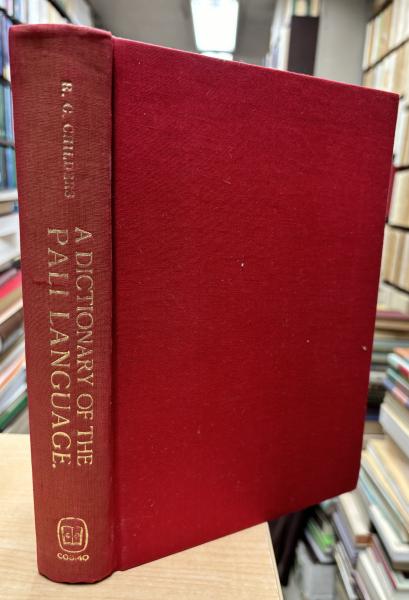 R. C. CHILDERS
A DICTIONARY OF THE
PALI LANGUAGE.
COSMO